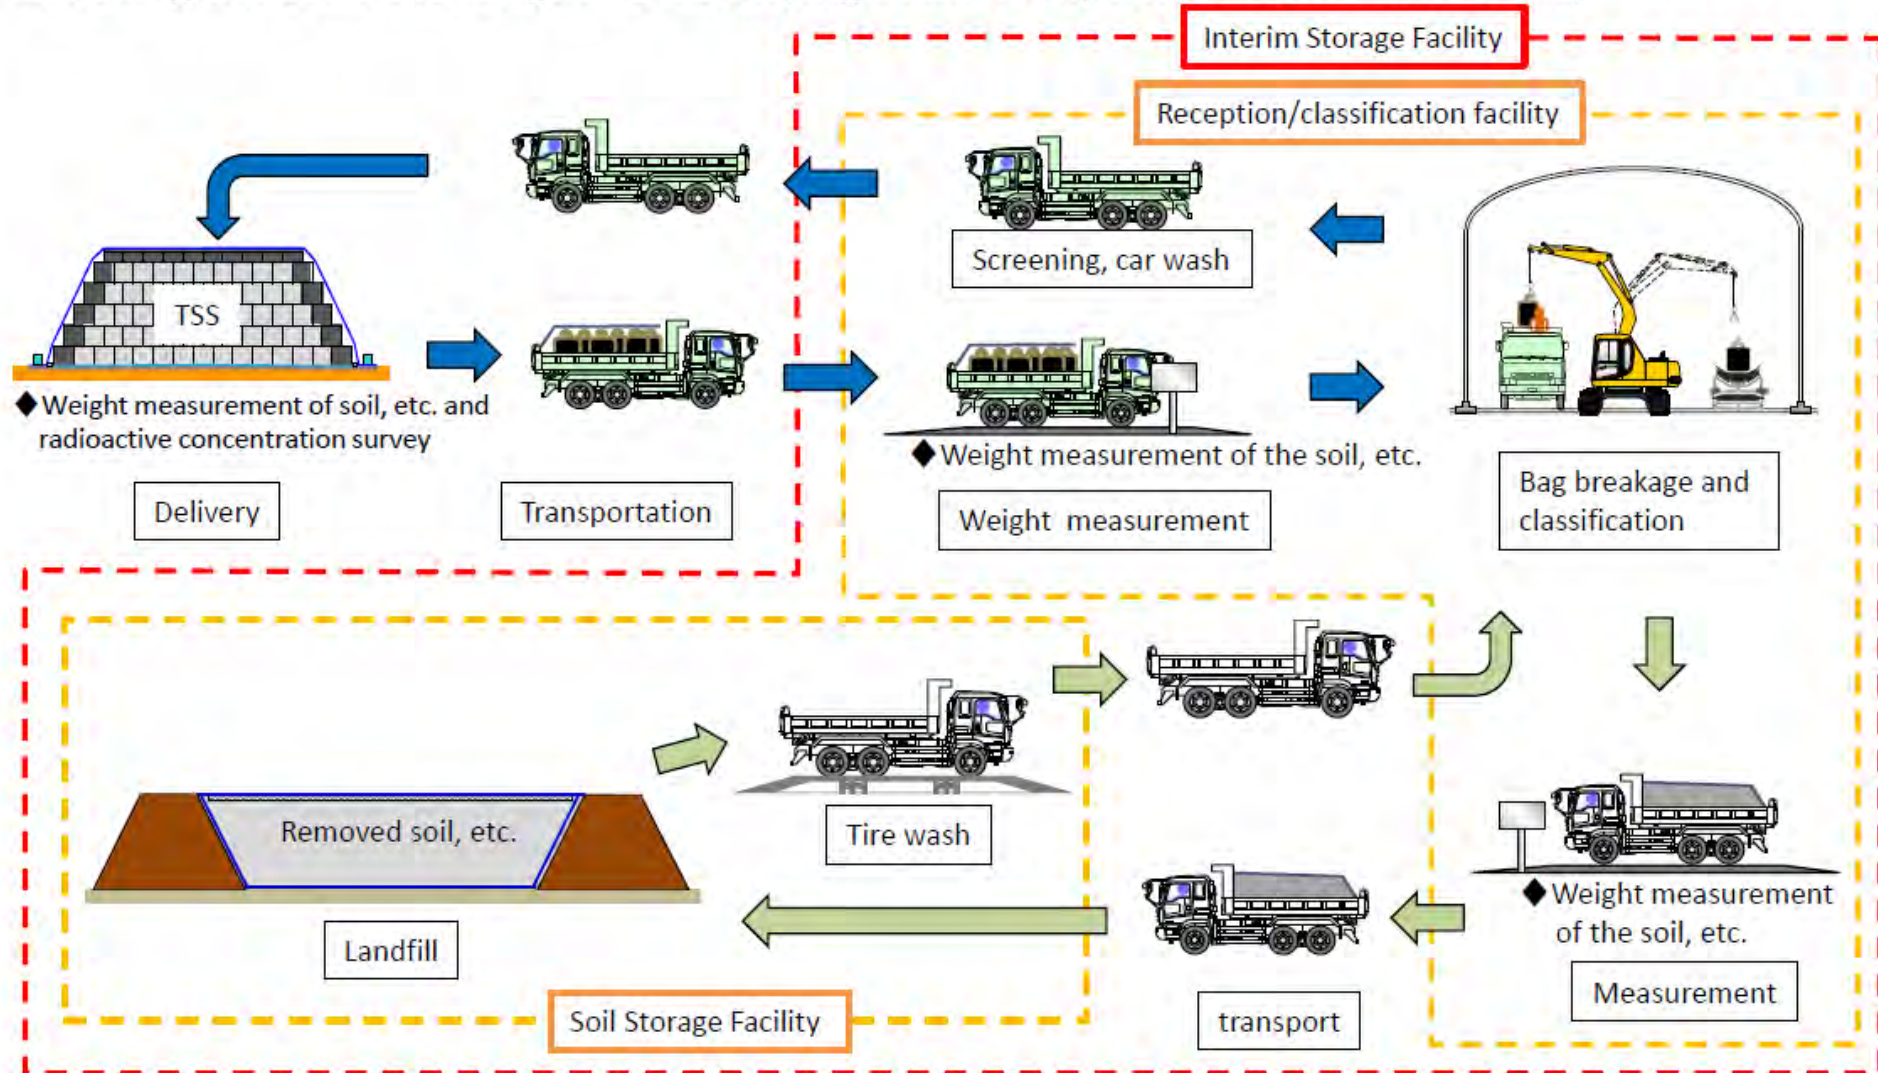 Interim Storage Facility
Reception/classification facility
Screening, car wash
TSS
◆Weight measurement of soil, etc. and
radioactive concentration survey
Delivery
Transportation
◆Weight measurement of the soil, etc.
Weight measurement
Bag breakage and
classification
Removed soil, etc.
Landfill
Tire wash
Soil Storage Facility
transport
◆Weight measurement
of the soil, etc.
Measurement